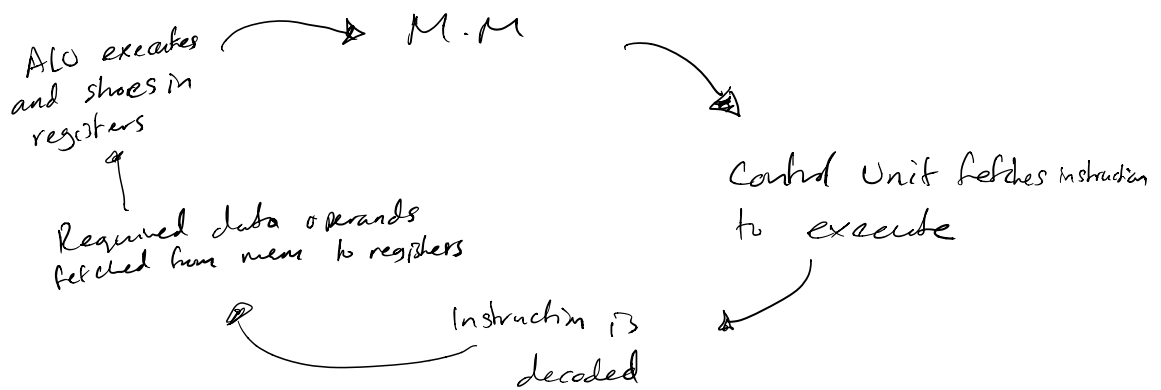 M.M
ALU executes
and stores in
registers
Control Unit fetches instruction
to execute
Required data operands
fetched from mem to registers
Instruction is
decoded